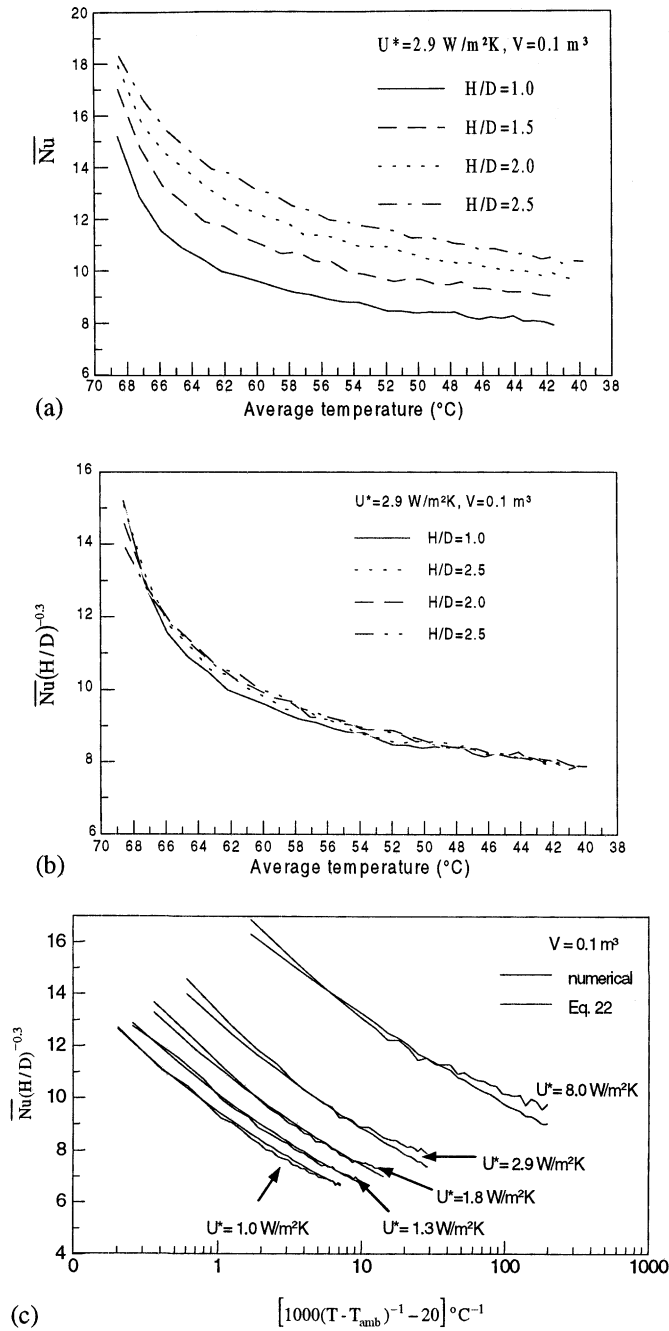 20
18
16
14
12
10
8
6
Nu
U*=2.9 W/m²K, V=0.1 m³
H/D=1.0
H/D=1.5
H/D=2.0
H/D=2.5
70 68 66 64 62 60 58 56 54 52 50 48 46 44 42 40 38
(a)
Average temperature (°C)
16
14
12
10
8
6
Nu(H/D)⁻⁰·³
U*=2.9 W/m²K, V=0.1 m³
H/D=1.0
H/D=2.5
H/D=2.0
H/D=2.5
70 68 66 64 62 60 58 56 54 52 50 48 46 44 42 40 38
(b)
Average temperature (°C)
16
14
12
10
8
6
4
Nu(H/D)⁻⁰·³
V = 0.1 m³
numerical
Eq. 22
U*= 8.0 W/m²K
U*= 2.9 W/m²K
U*=1.8 W/m²K
U*= 1.0 W/m²K
U*= 1.3 W/m²K
0 0 1 10 100 1000
(c)
[1000(T - Tamb)⁻¹ – 20] °C⁻¹